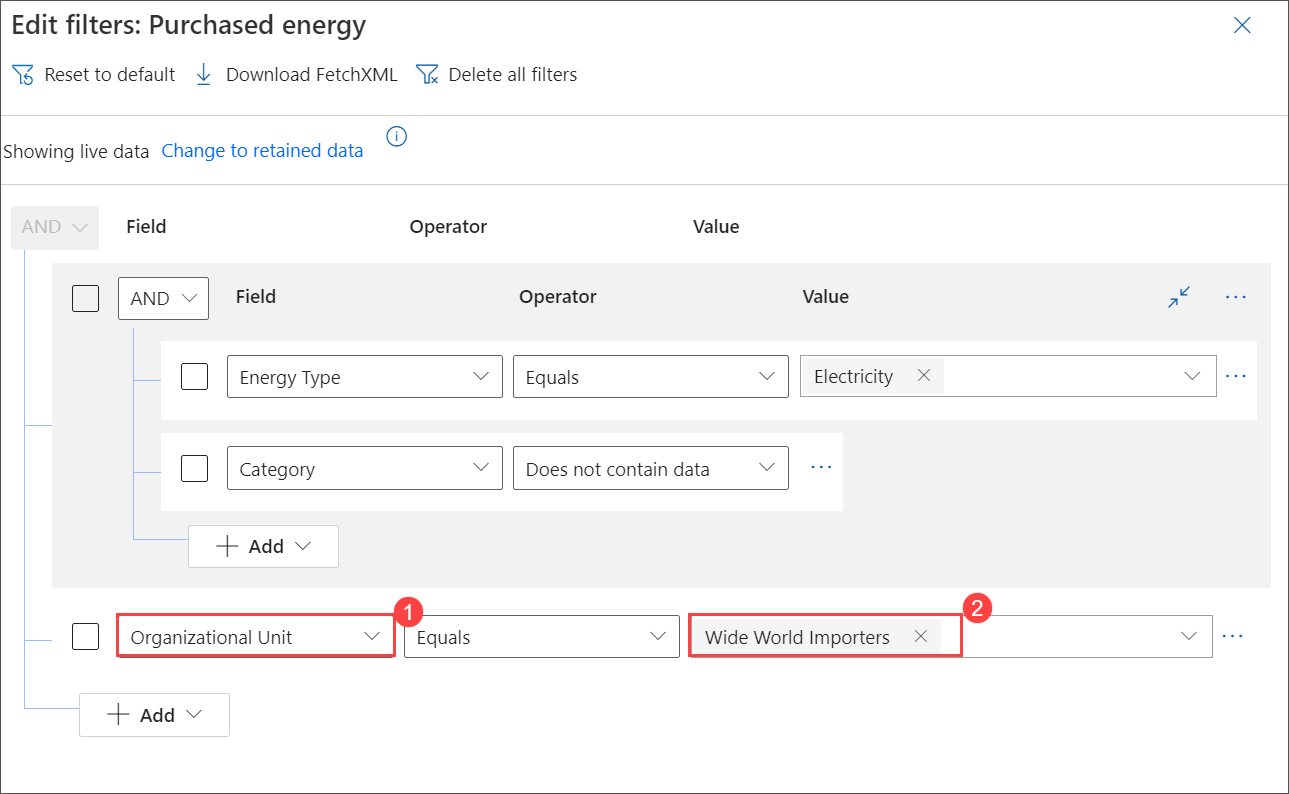 Edit filters: Purchased energy
Reset to default Download FetchXML Delete all filters
Showing live data Change to retained data
AND Field Operator Value
AND Field Operator Value
Energy Type Equals Electricity
Category Does not contain data
Add
1 2
Organizational Unit Equals Wide World Importers
Add